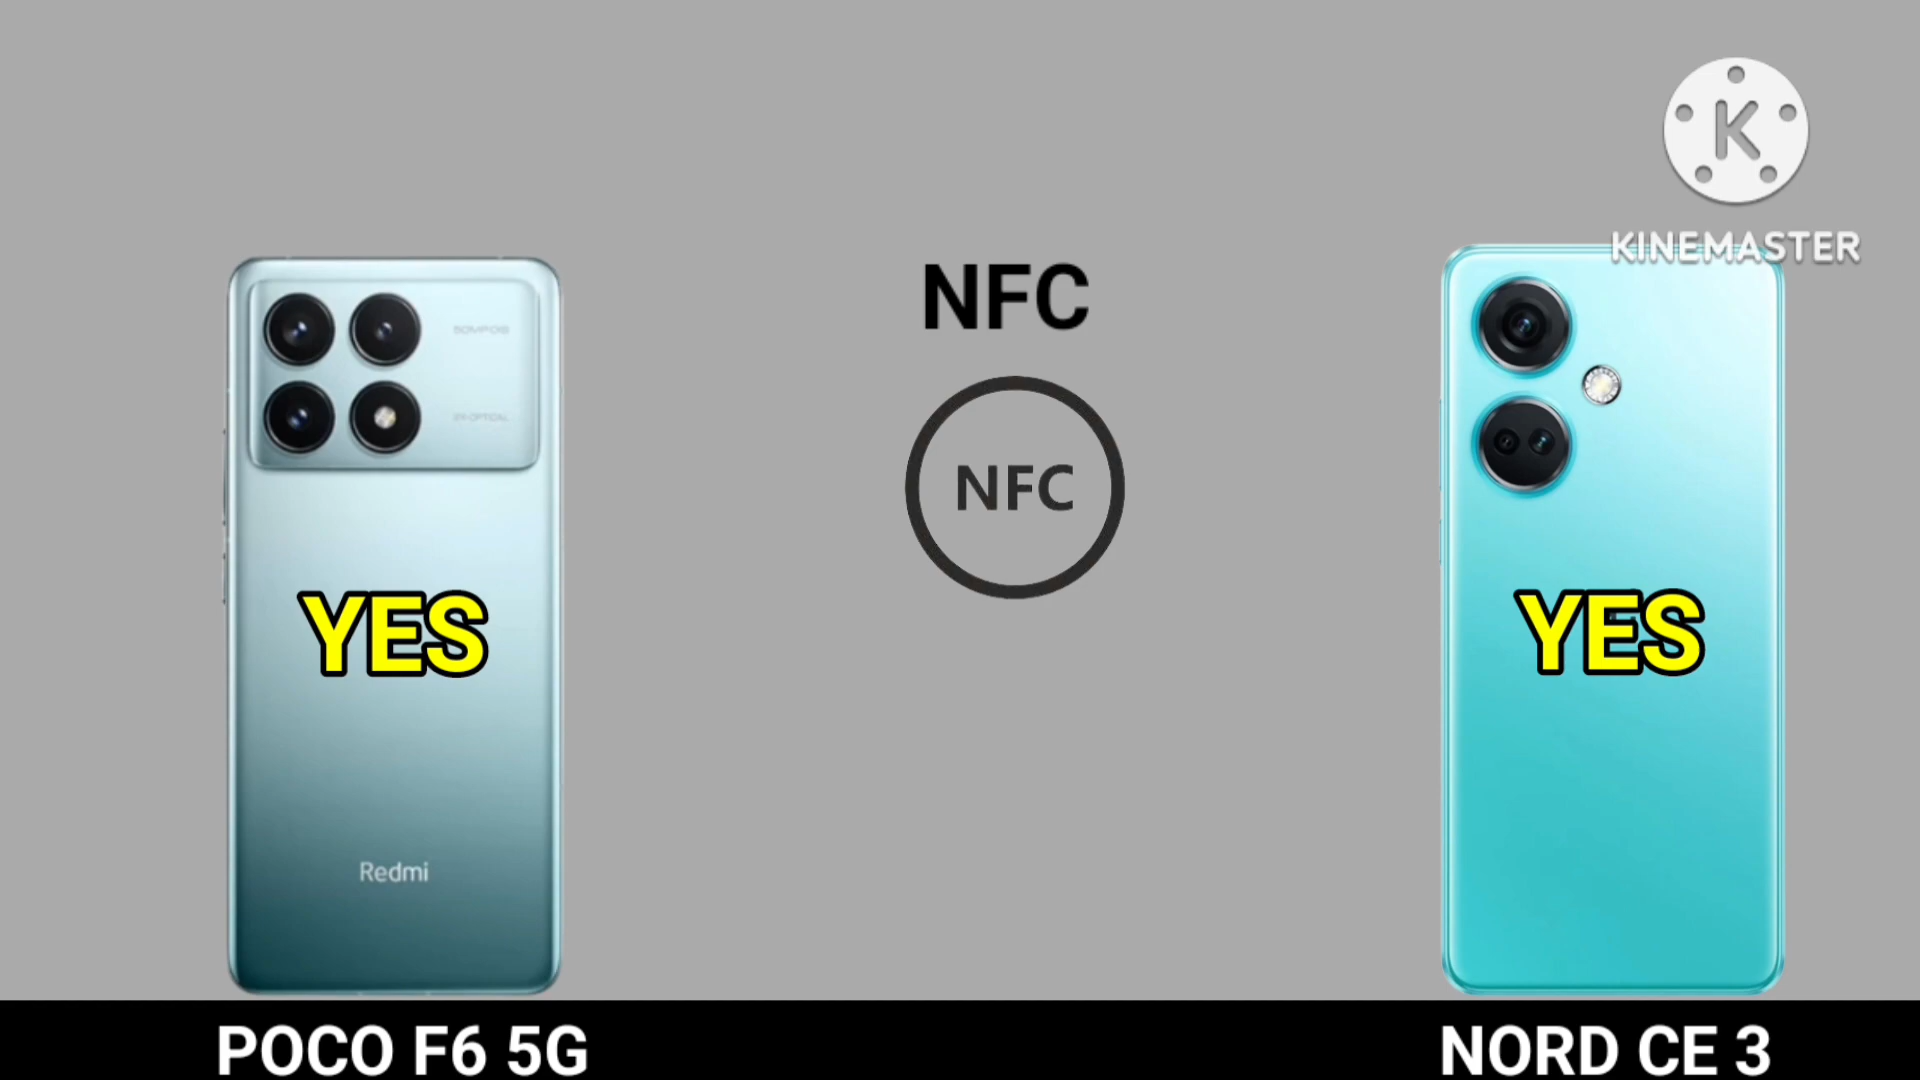 K
KINEMASTER
NFC
NFC
YES
YES
Redmi
POCO F6 5G
NORD CE 3